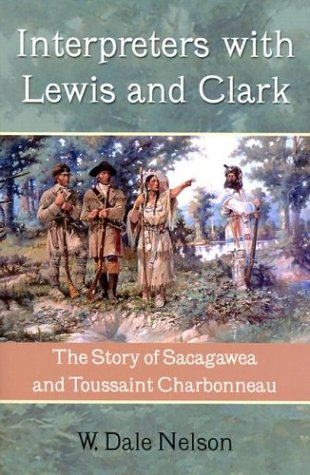 Interpreters with
Lewis and Clark
The Story of Sacagawea
and Toussaint Charbonneau
W. Dale Nelson